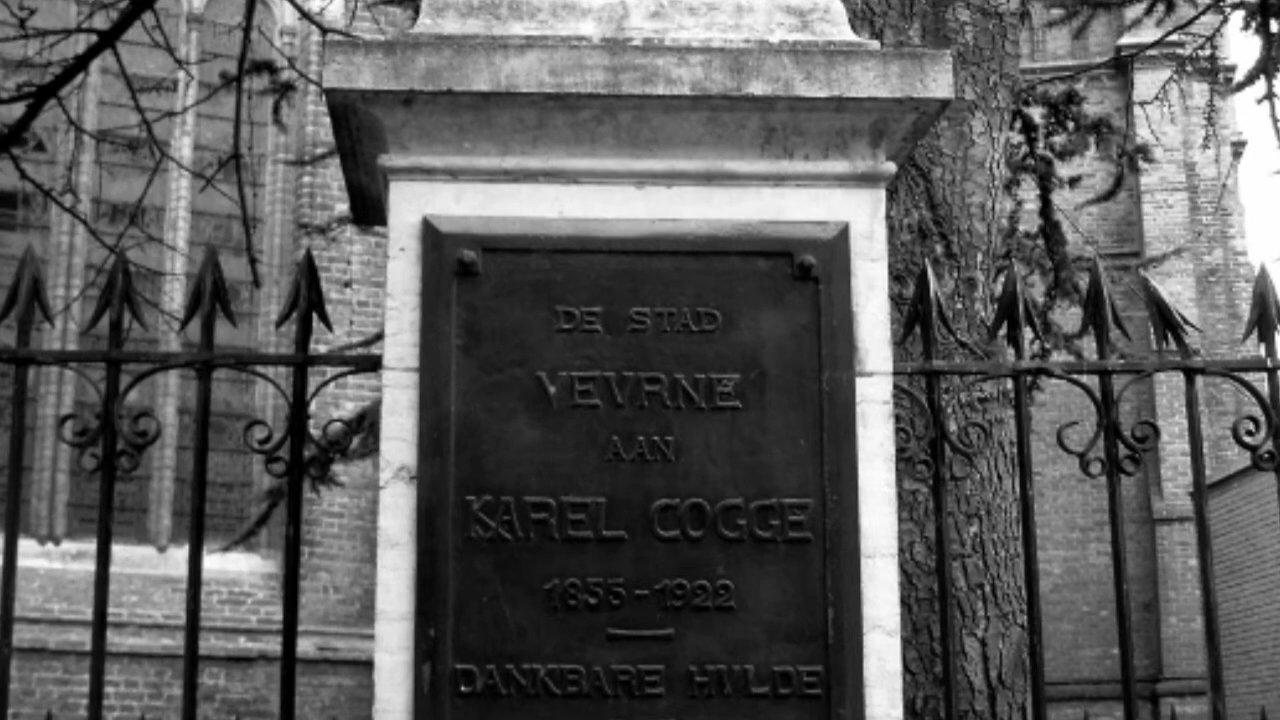 DE STAD
VEVRNE
AAN
KAREL COGGE
1855-1922
DANKBARE HVLDE